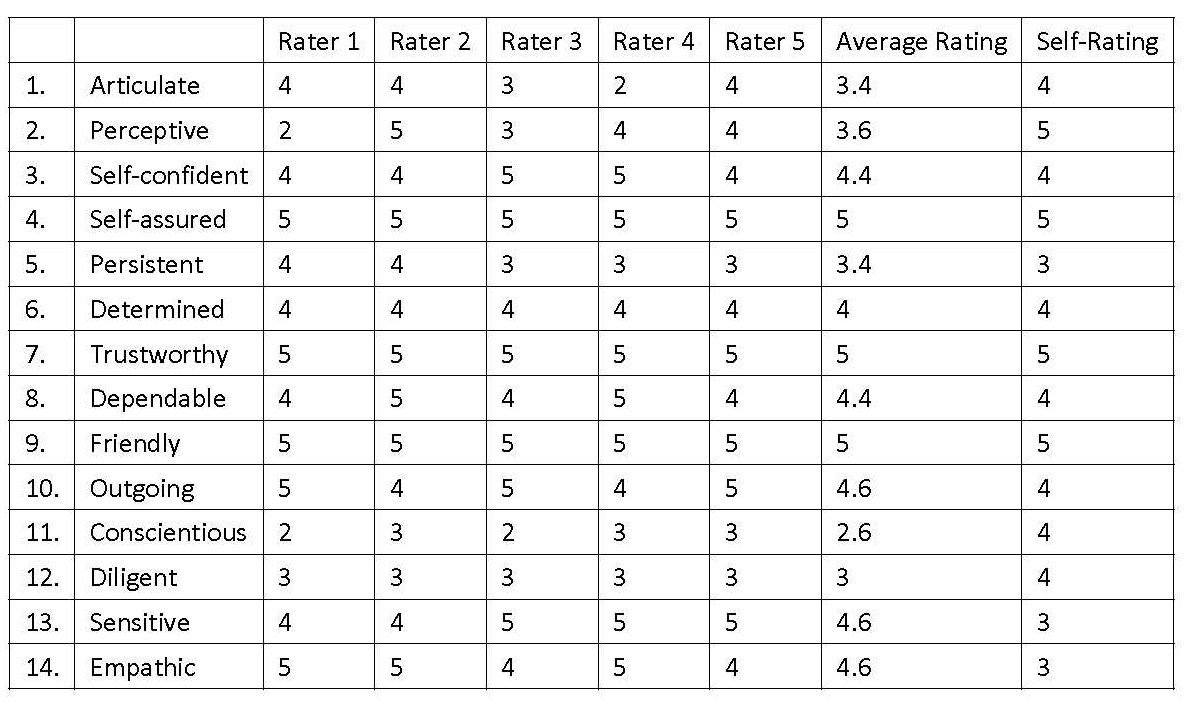 Rater 1 Rater 2 Rater 3 Rater 4 Rater 5 Average Rating Self-Rating
1. Articulate 4 4 3 2 4 3.4 4
2. Perceptive 2 5 3 4 4 3.6 5
3. Self-confident 4 4 5 5 4 4.4 4
4. Self-assured 5 5 5 5 5 5 5
5. Persistent 4 4 3 3 3 3.4 3
6. Determined 4 4 4 4 4 4 4
7. Trustworthy 5 5 5 5 5 5 5
8. Dependable 4 5 4 5 4 4.4 4
9. Friendly 5 5 5 5 5 5 5
10. Outgoing 5 4 5 4 5 4.6 4
11. Conscientious 2 3 2 3 3 2.6 4
12. Diligent 3 3 3 3 3 3 4
13. Sensitive 4 4 5 5 5 4.6 3
14. Empathic 5 5 4 5 4 4.6 3